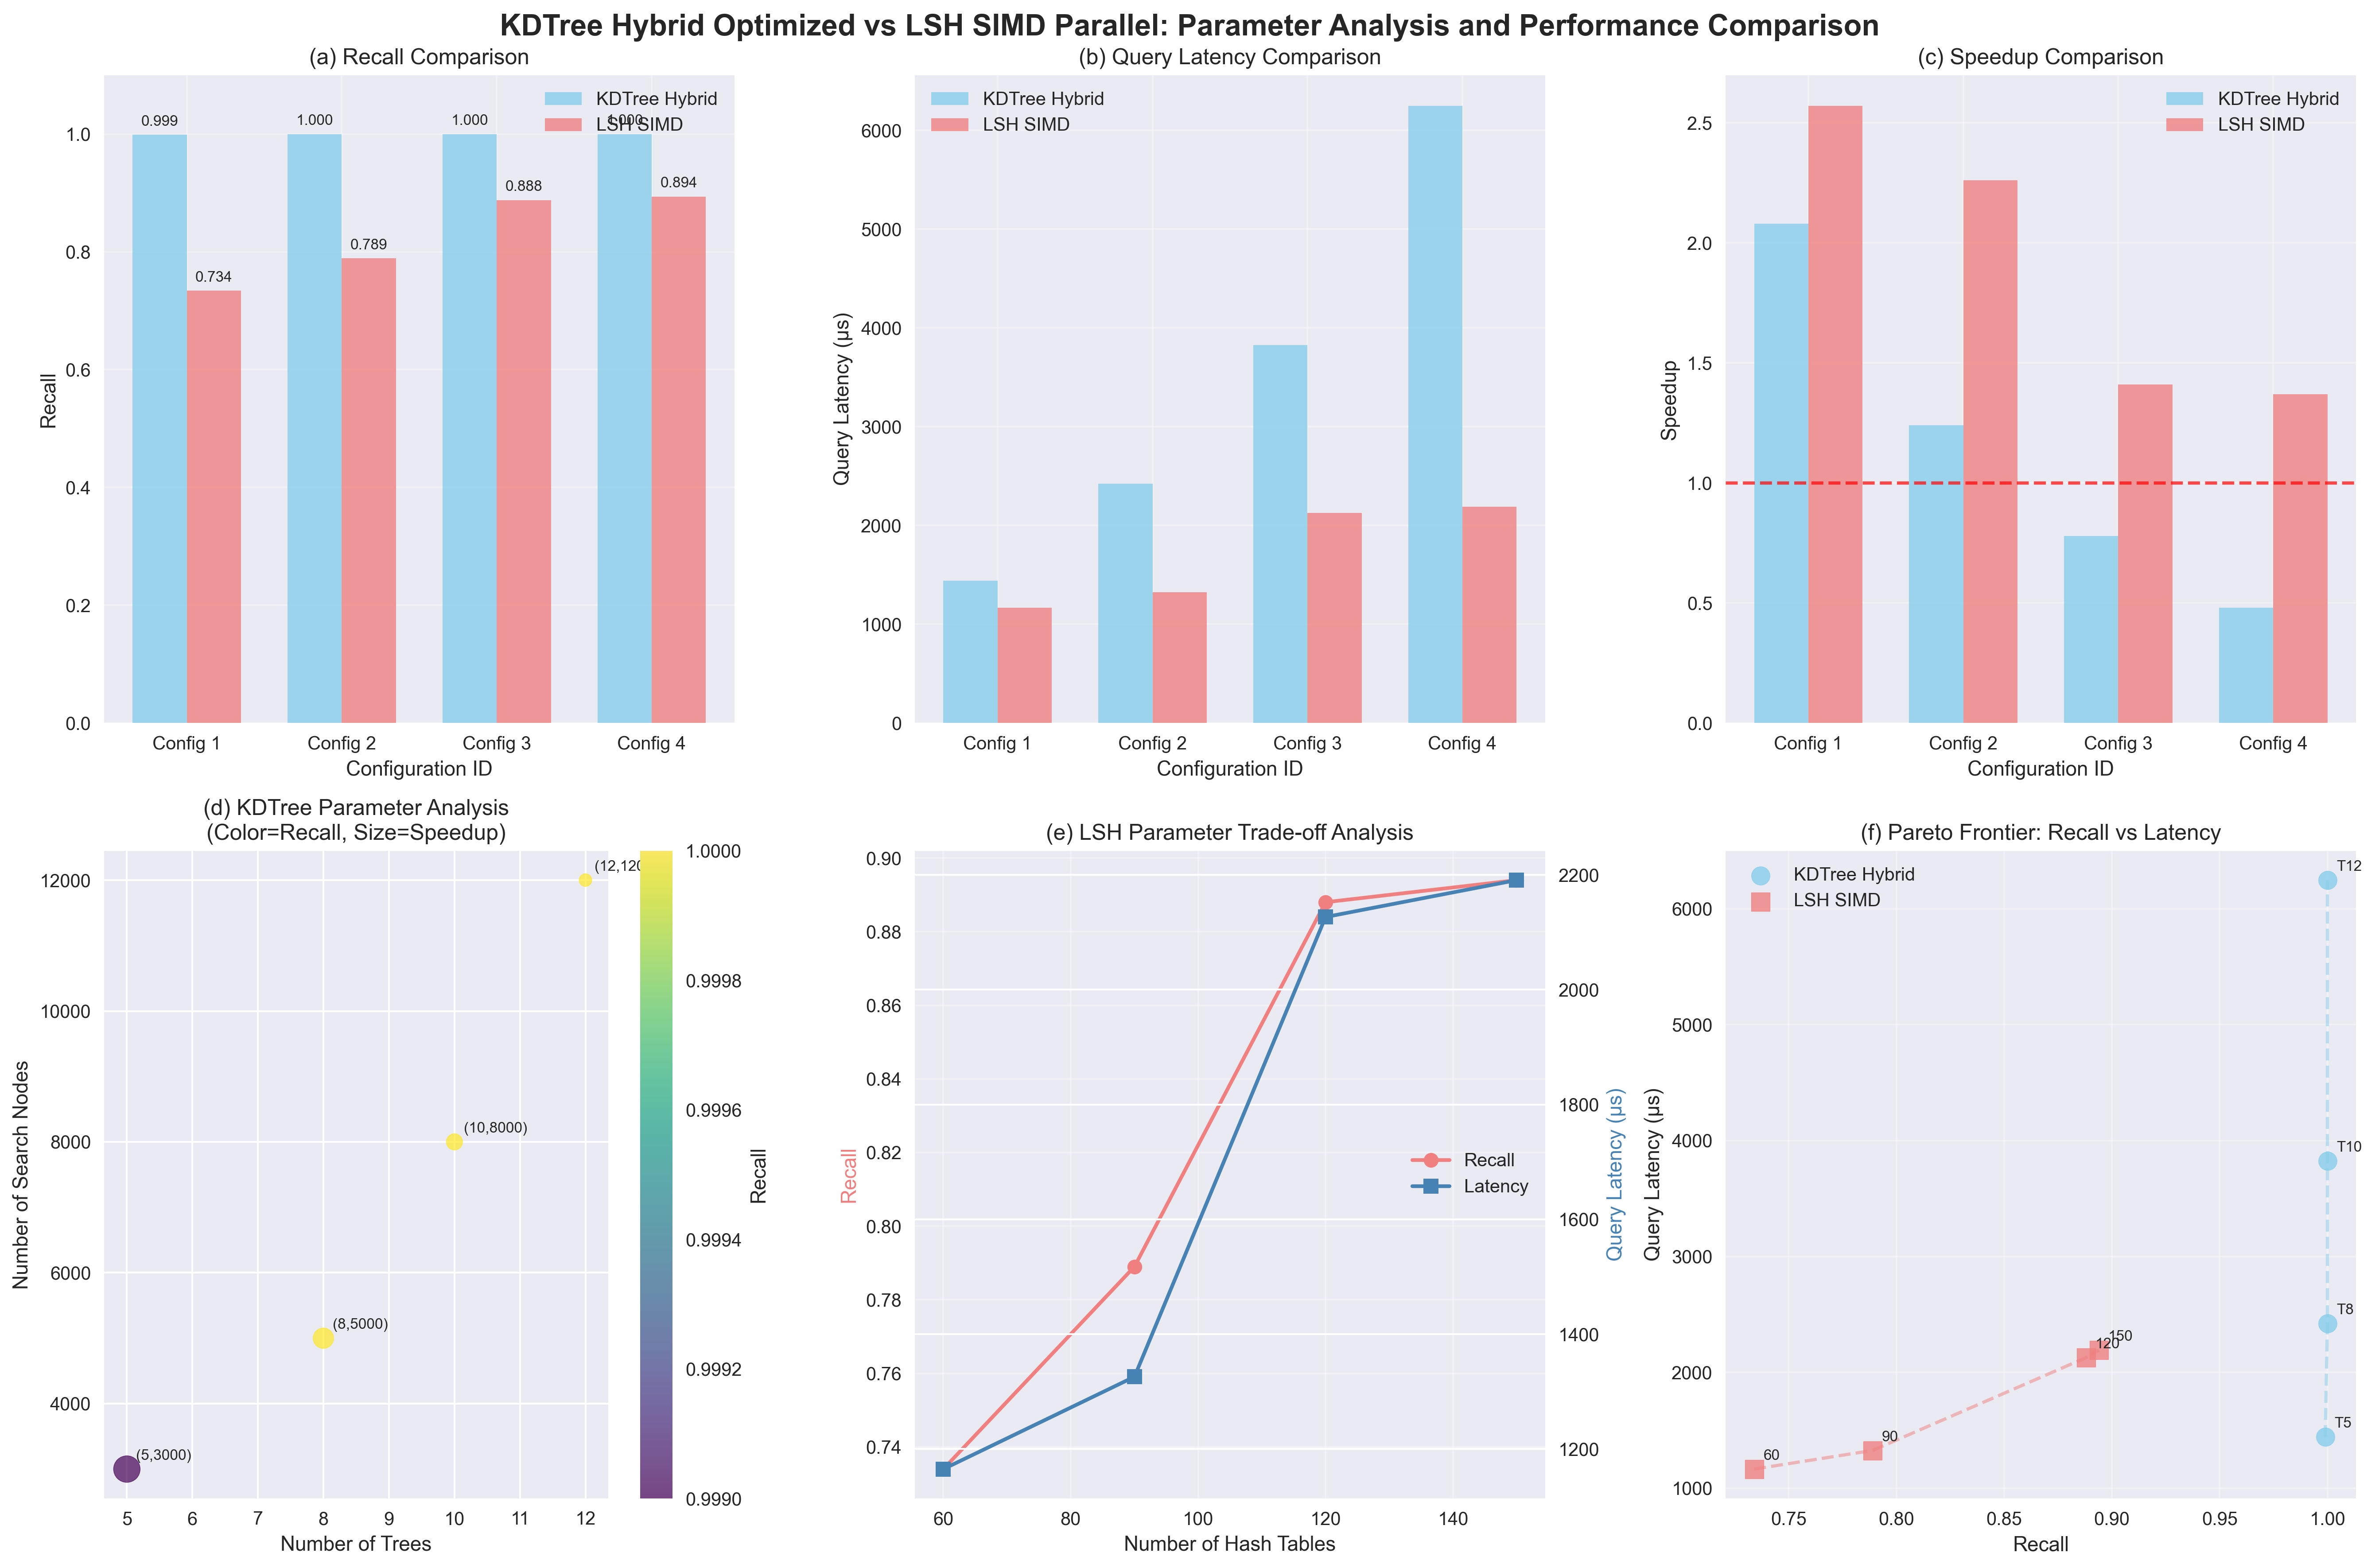 KDTree Hybrid Optimized vs LSH SIMD Parallel: Parameter Analysis and Performance Comparison
(a) Recall Comparison
KDTree Hybrid
LSH SIMD
0.999
1.000
1.000
1.000
0.734
0.789
0.888
0.894
1.0
0.8
0.6
0.4
0.2
0.0
Recall
Config 1
Config 2
Config 3
Config 4
Configuration ID
(b) Query Latency Comparison
KDTree Hybrid
LSH SIMD
6000
5000
4000
3000
2000
1000
0
Query Latency (μs)
Config 1
Config 2
Config 3
Config 4
Configuration ID
(c) Speedup Comparison
KDTree Hybrid
LSH SIMD
2.5
2.0
1.5
1.0
0.5
0.0
Speedup
Config 1
Config 2
Config 3
Config 4
Configuration ID
(d) KDTree Parameter Analysis
(Color=Recall, Size=Speedup)
12000
10000
8000
6000
4000
Number of Search Nodes
(12,120
(10,8000)
(8,5000)
(5,3000)
5
6
7
8
9
10
11
12
Number of Trees
1.0000
0.9998
0.9996
0.9994
0.9992
0.9990
Recall
(e) LSH Parameter Trade-off Analysis
0.90
0.88
0.86
0.84
0.82
0.80
0.78
0.76
0.74
Recall
Recall
Latency
2200
2000
1800
1600
1400
1200
Query Latency (μs)
60
80
100
120
140
Number of Hash Tables
(f) Pareto Frontier: Recall vs Latency
KDTree Hybrid
LSH SIMD
6000
5000
4000
3000
2000
1000
Query Latency (μs)
T12
T10
T8
T5
150
120
90
60
0.75
0.80
0.85
0.90
0.95
1.00
Recall